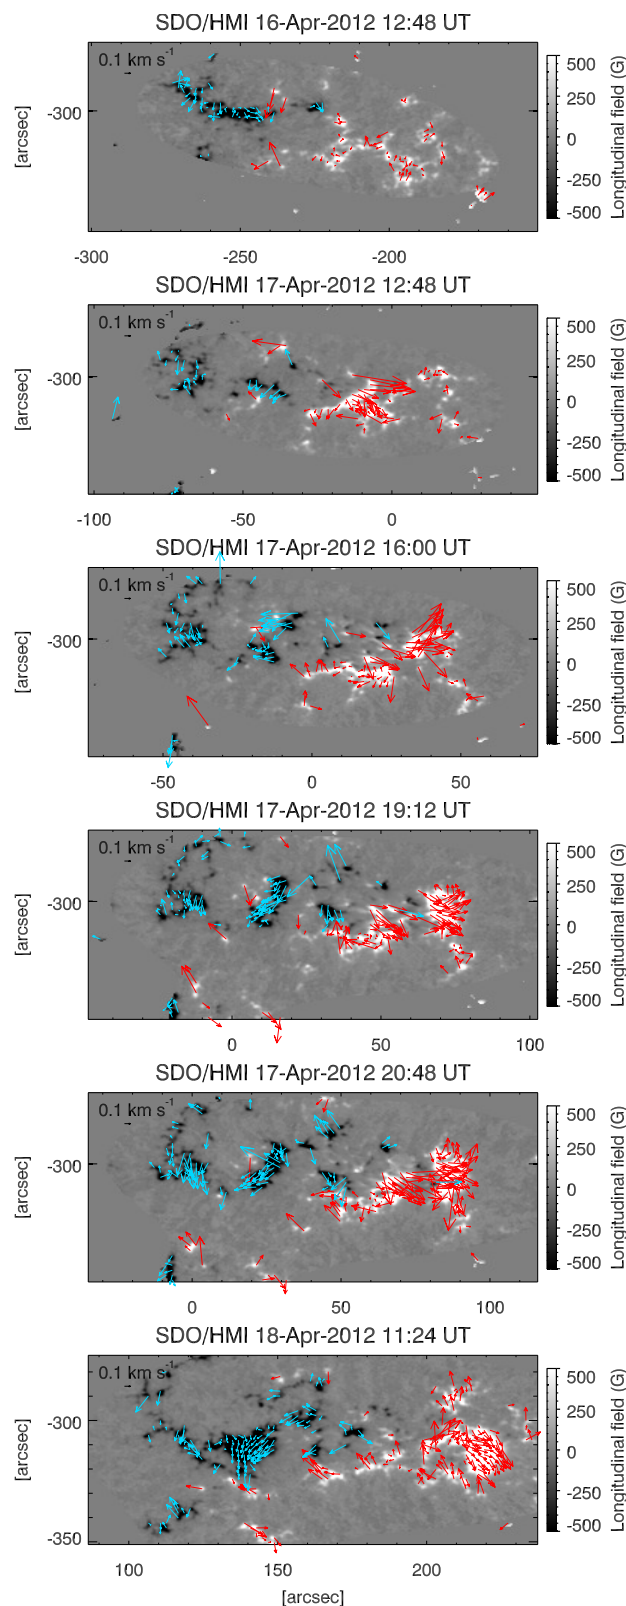 SDO/HMI 16-Apr-2012 12:48 UT
0.1 km s⁻¹
-300
[arcsec]
-300 -250 -200
500
250
0
-250
-500
Longitudinal field (G)
SDO/HMI 17-Apr-2012 12:48 UT
0.1 km s⁻¹
-300
[arcsec]
-100 -50 0
500
250
0
-250
-500
Longitudinal field (G)
SDO/HMI 17-Apr-2012 16:00 UT
0.1 km s⁻¹
-300
[arcsec]
-50 0 50
500
250
0
-250
-500
Longitudinal field (G)
SDO/HMI 17-Apr-2012 19:12 UT
0.1 km s⁻¹
-300
[arcsec]
0 50 100
500
250
0
-250
-500
Longitudinal field (G)
SDO/HMI 17-Apr-2012 20:48 UT
0.1 km s⁻¹
-300
[arcsec]
0 50 100
500
250
0
-250
-500
Longitudinal field (G)
SDO/HMI 18-Apr-2012 11:24 UT
0.1 km s⁻¹
-300
-350
[arcsec]
100 150 200
[arcsec]
500
250
0
-250
-500
Longitudinal field (G)